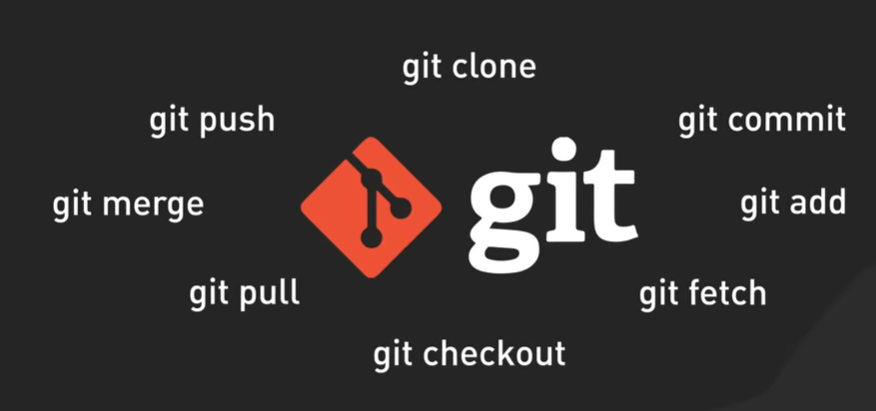 git clone
git push
git commit
git
git merge
git add
git pull
git fetch
git checkout